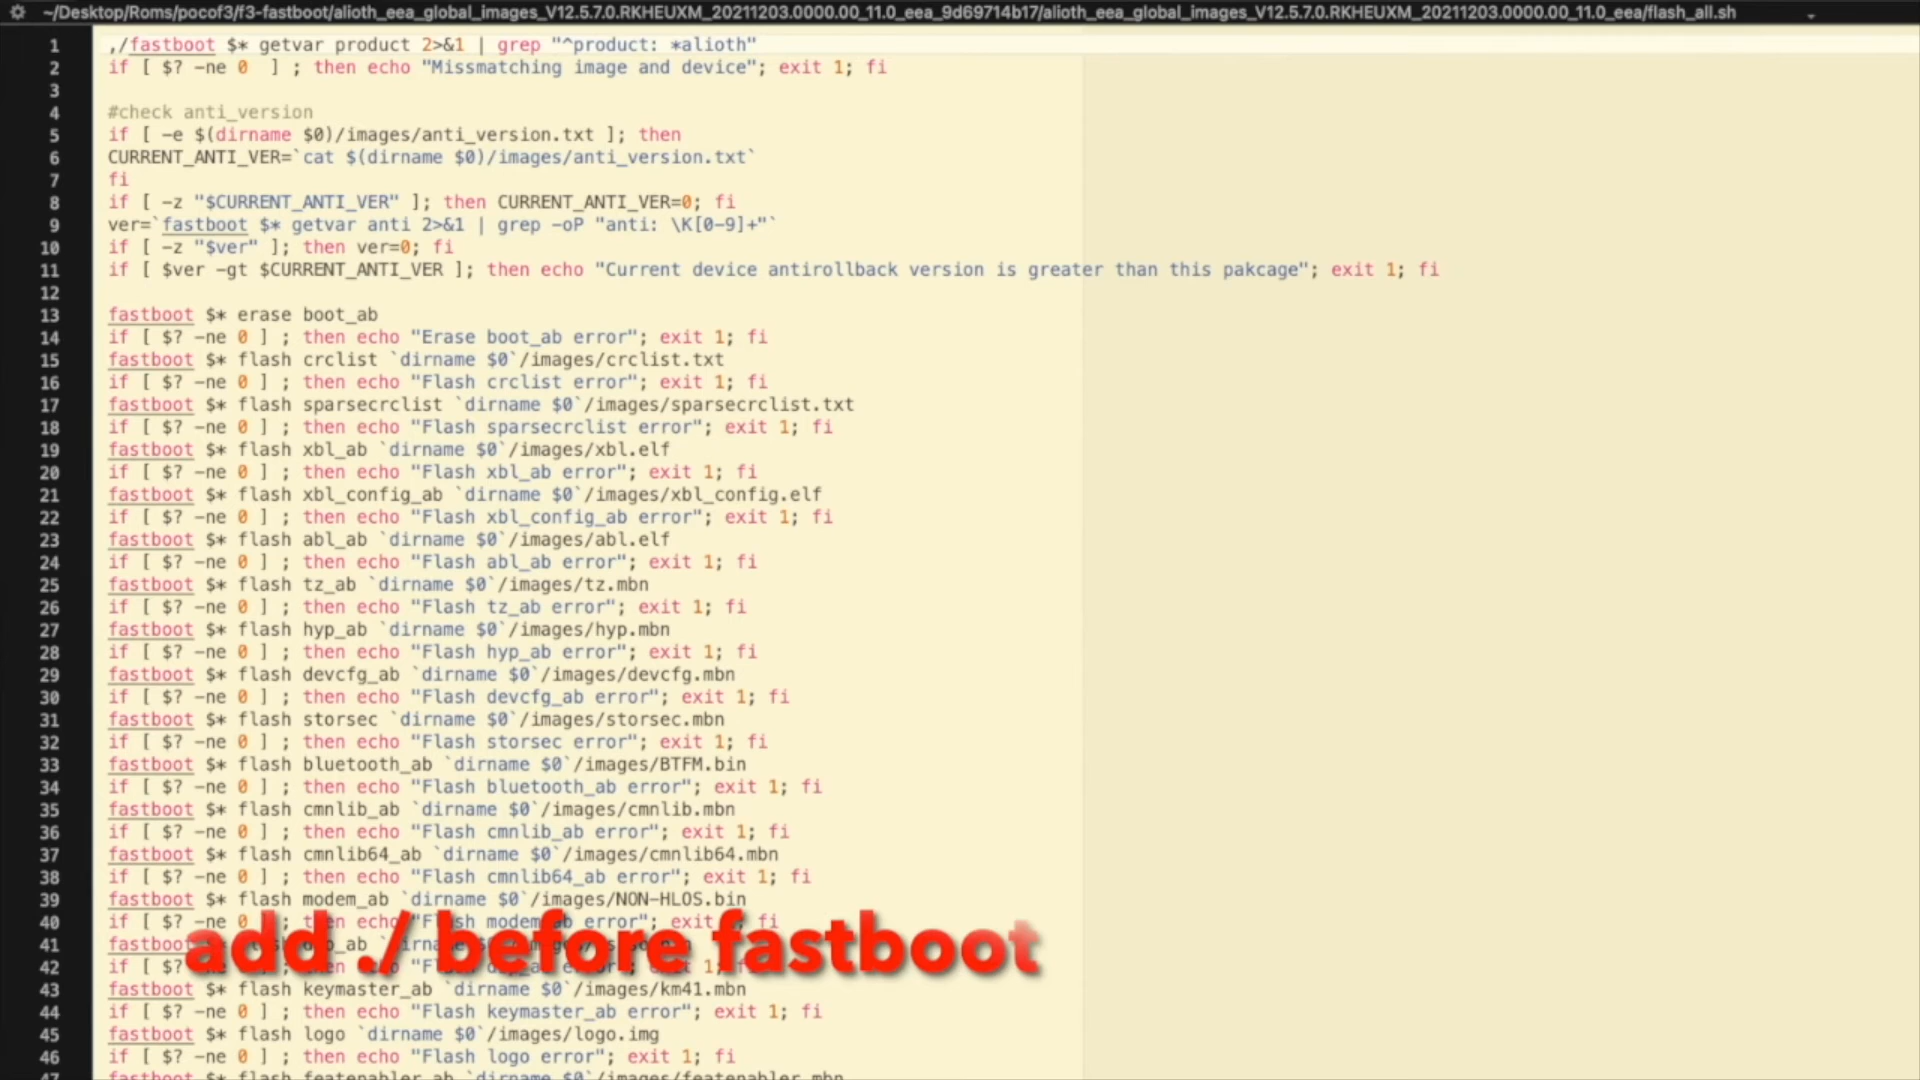 ~/Desktop/Roms/pocof3/f3-fastboot/alioth_eea_global_images_V12.5.7.0.RKHEUXM_20211203.0000.00_11.0_eea_9d69714b17/alioth_eea_global_images_V12.5.7.0.RKHEUXM_20211203.0000.00_11.0_eea/flash_all.sh
1 ,/fastboot $* getvar product 2>&1 | grep "^product: *alioth"
2 if [ $? -ne 0  ] ; then echo "Missmatching image and device"; exit 1; fi
3
4 #check anti_version
5 if [ -e $(dirname $0)/images/anti_version.txt ]; then
6 CURRENT_ANTI_VER=`cat $(dirname $0)/images/anti_version.txt`
7 fi
8 if [ -z "$CURRENT_ANTI_VER" ]; then CURRENT_ANTI_VER=0; fi
9 ver=`fastboot $* getvar anti 2>&1 | grep -oP "anti: \K[0-9]+"`
10 if [ -z "$ver" ]; then ver=0; fi
11 if [ $ver -gt $CURRENT_ANTI_VER ]; then echo "Current device antirollback version is greater than this pakcage"; exit 1; fi
12
13 fastboot $* erase boot_ab
14 if [ $? -ne 0 ] ; then echo "Erase boot_ab error"; exit 1; fi
15 fastboot $* flash crclist `dirname $0`/images/crclist.txt
16 if [ $? -ne 0 ] ; then echo "Flash crclist error"; exit 1; fi
17 fastboot $* flash sparsecrclist `dirname $0`/images/sparsecrclist.txt
18 if [ $? -ne 0 ] ; then echo "Flash sparsecrclist error"; exit 1; fi
19 fastboot $* flash xbl_ab `dirname $0`/images/xbl.elf
20 if [ $? -ne 0 ] ; then echo "Flash xbl_ab error"; exit 1; fi
21 fastboot $* flash xbl_config_ab `dirname $0`/images/xbl_config.elf
22 if [ $? -ne 0 ] ; then echo "Flash xbl_config_ab error"; exit 1; fi
23 fastboot $* flash abl_ab `dirname $0`/images/abl.elf
24 if [ $? -ne 0 ] ; then echo "Flash abl_ab error"; exit 1; fi
25 fastboot $* flash tz_ab `dirname $0`/images/tz.mbn
26 if [ $? -ne 0 ] ; then echo "Flash tz_ab error"; exit 1; fi
27 fastboot $* flash hyp_ab `dirname $0`/images/hyp.mbn
28 if [ $? -ne 0 ] ; then echo "Flash hyp_ab error"; exit 1; fi
29 fastboot $* flash devcfg_ab `dirname $0`/images/devcfg.mbn
30 if [ $? -ne 0 ] ; then echo "Flash devcfg_ab error"; exit 1; fi
31 fastboot $* flash storsec `dirname $0`/images/storsec.mbn
32 if [ $? -ne 0 ] ; then echo "Flash storsec error"; exit 1; fi
33 fastboot $* flash bluetooth_ab `dirname $0`/images/BTFM.bin
34 if [ $? -ne 0 ] ; then echo "Flash bluetooth_ab error"; exit 1; fi
35 fastboot $* flash cmnlib_ab `dirname $0`/images/cmnlib.mbn
36 if [ $? -ne 0 ] ; then echo "Flash cmnlib_ab error"; exit 1; fi
37 fastboot $* flash cmnlib64_ab `dirname $0`/images/cmnlib64.mbn
38 if [ $? -ne 0 ] ; then echo "Flash cmnlib64_ab error"; exit 1; fi
39 fastboot $* flash modem_ab `dirname $0`/images/NON-HLOS.bin
40 if [ $? -ne 0 ; then echo "Flash modem_ab error"; exit fi
41 fastboot
42 if [ $?
add ./ before fastboot
43 fastboot $* flash keymaster_ab `dirname $0`/images/km41.mbn
44 if [ $? -ne 0 ] ; then echo "Flash keymaster_ab error"; exit 1; fi
45 fastboot $* flash logo `dirname $0`/images/logo.img
46 if [ $? -ne 0 ] ; then echo "Flash logo error"; exit 1; fi
47 fastboot $* flash featenabler_ab `dirname $0`/images/featenabler.mbn